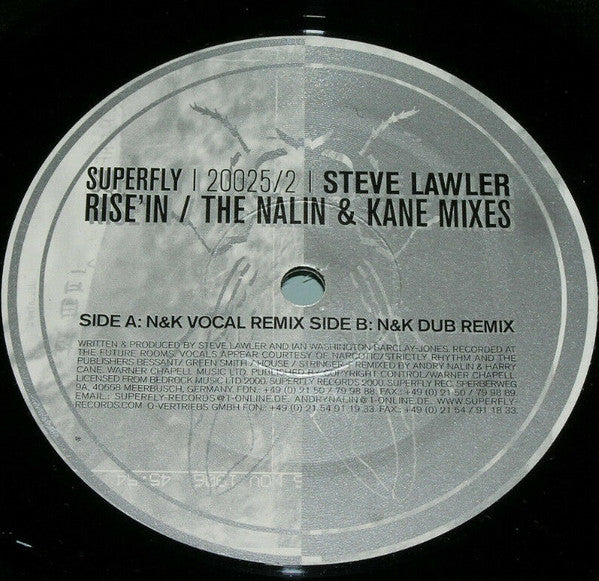 SUPERFLY | 20025/2 | STEVE LAWLER
RISE'IN / THE NALIN & KANE MIXES
SIDE A: N&K VOCAL REMIX SIDE B: N&K DUB REMIX
WRITTEN & PRODUCED BY STEVE LAWLER AND IAN WASHINGTON BARCLAY-JONES. RECORDED AT
THE FUTURE ROOMS. VOCALS APPEAR COURTESY OF NARCOTIC/STRICTLY RHYTHM AND THE
PUBLISHERS BESSANT/ GREEN SMITH / HOUSE / STRINGER. REMIXED BY ANDRY NALIN & HARRY
CANE. WARNER CHAPELL MUSIC LTD. PUBLISHED BY COPYRIGHT CONTROL/WARNER CHAPELL
LICENSED FROM BEDROCK MUSIC LTD 2000. SUPERFLY RECORDS 2000. SUPERFLY REC. SPERBERWEG
9A, 40668 MEERBUSCH, GERMANY. FON: +49 (0) 21 50 / 79 98 88. FAX.: +49 (0) 21 50 / 79 98 89.
EMAIL.: SUPERFLY-RECORDS@T-ONLINE.DE. ANDRYNALIN@T-ONLINE.DE. WWW.SUPERFLY-
RECORDS.COM Q-VERTRIEBS GMBH FON: +49 (0) 21 54 / 91 19 33. FAX.: +49 (0) 21 54 / 91 18 33.